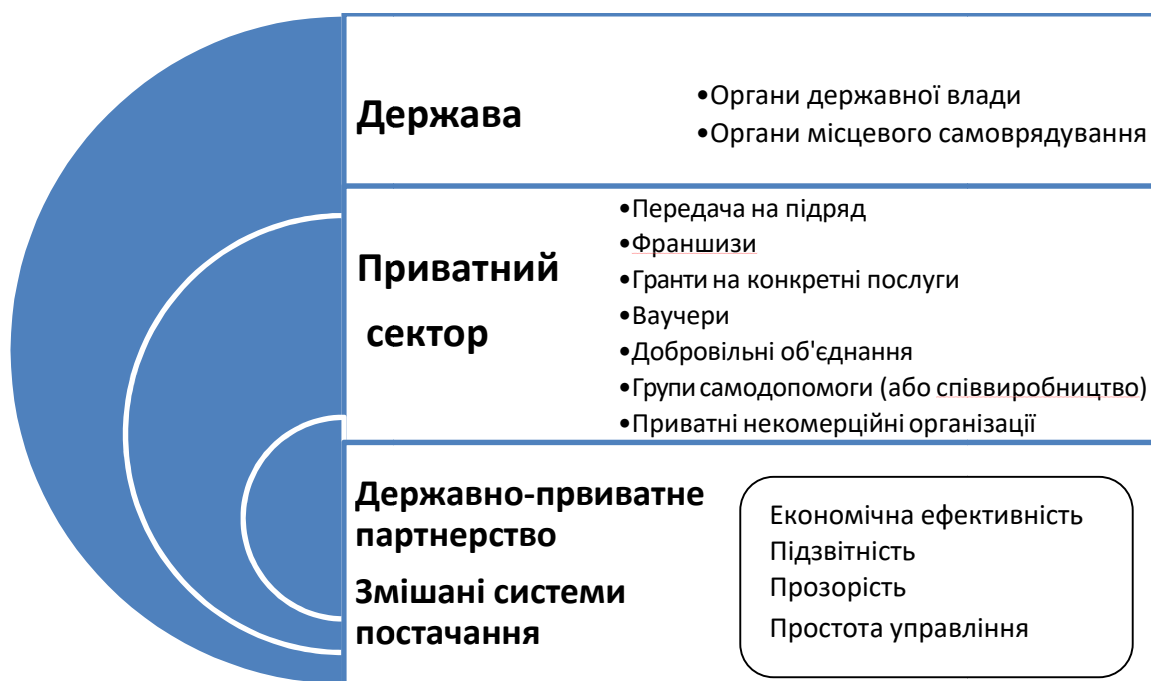 Держава
•Органи державної влади
•Органи місцевого самоврядування
Приватний
сектор
•Передача на підряд
•Франшизи
•Гранти на конкретні послуги
•Ваучери
•Добровільні об'єднання
•Групи самодопомоги (або співвиробництво)
•Приватні некомерційні організації
Державно-првиватне
партнерство
Змішані системи
постачання
Економічна ефективність
Підзвітність
Прозорість
Простота управління